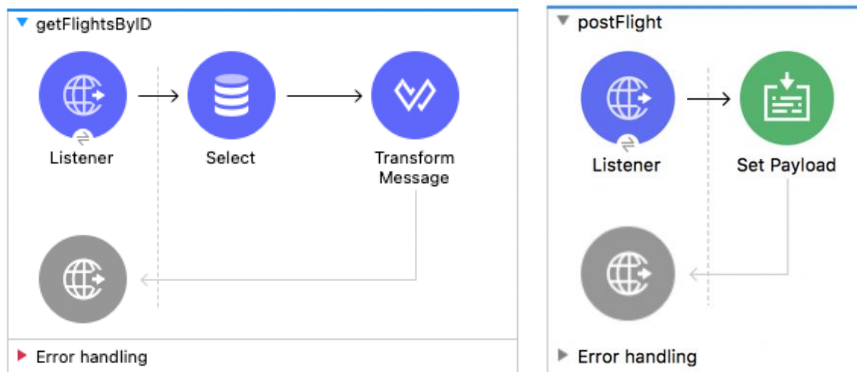 getFlightsByID
Listener
Select
Transform
Message
Error handling
postFlight
Listener
Set Payload
Error handling